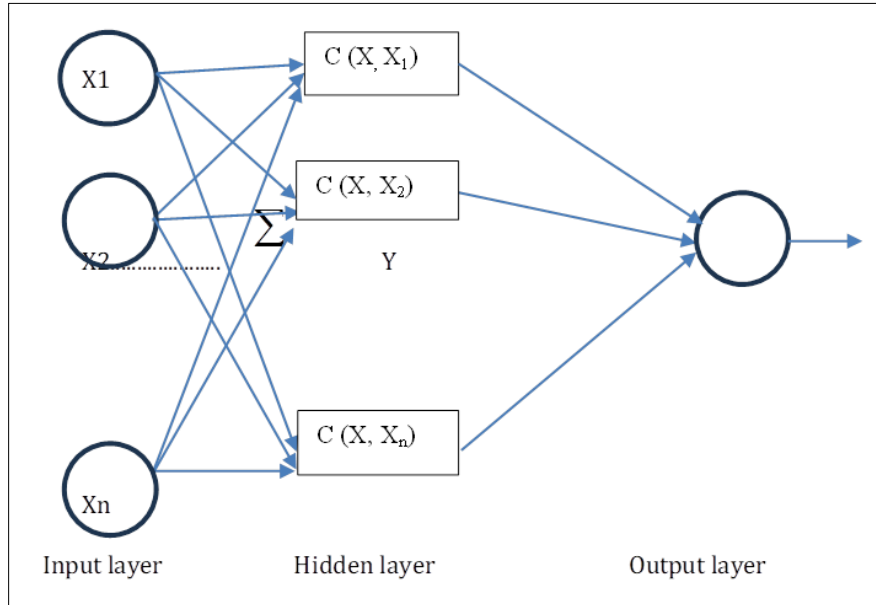 X1
C (X, X₁)
C (X, X₂)
∑
X2....................
Y
C (X, Xₙ)
Xn
Input layer
Hidden layer
Output layer